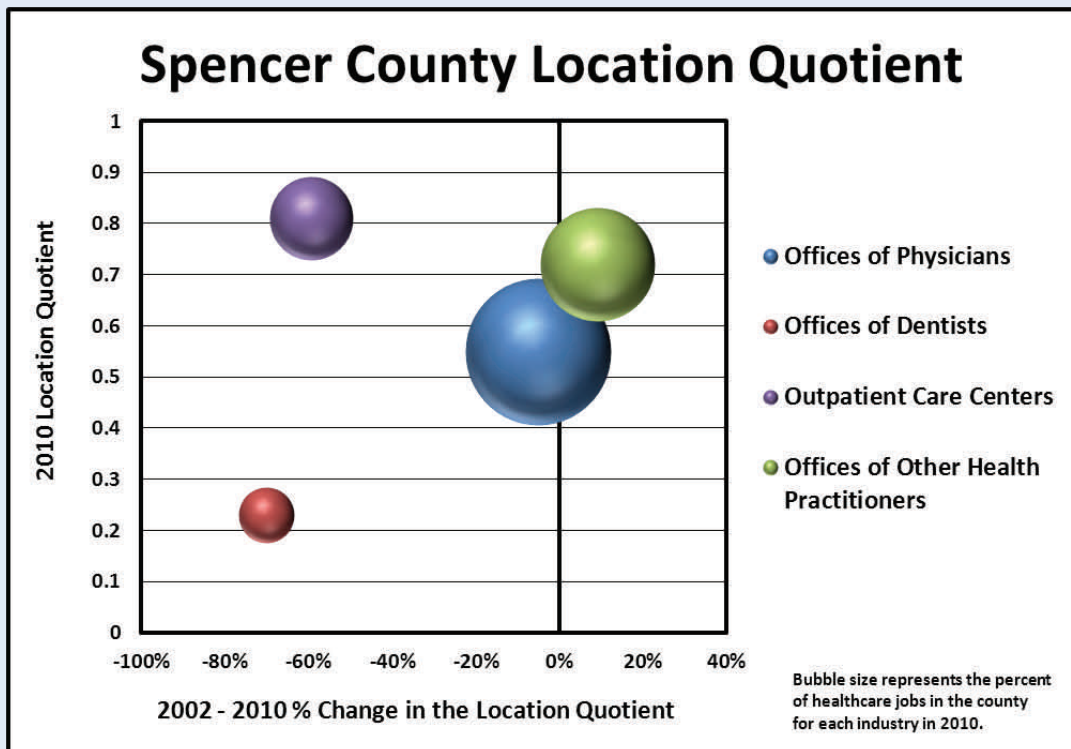 Spencer County Location Quotient
1
0.9
0.8
0.7
0.6
0.5
0.4
0.3
0.2
0.1
0
2010 Location Quotient
-100% -80% -60% -40% -20% 0% 20% 40%
2002 - 2010 % Change in the Location Quotient
Offices of Physicians
Offices of Dentists
Outpatient Care Centers
Offices of Other Health
Practitioners
Bubble size represents the percent
of healthcare jobs in the county
for each industry in 2010.